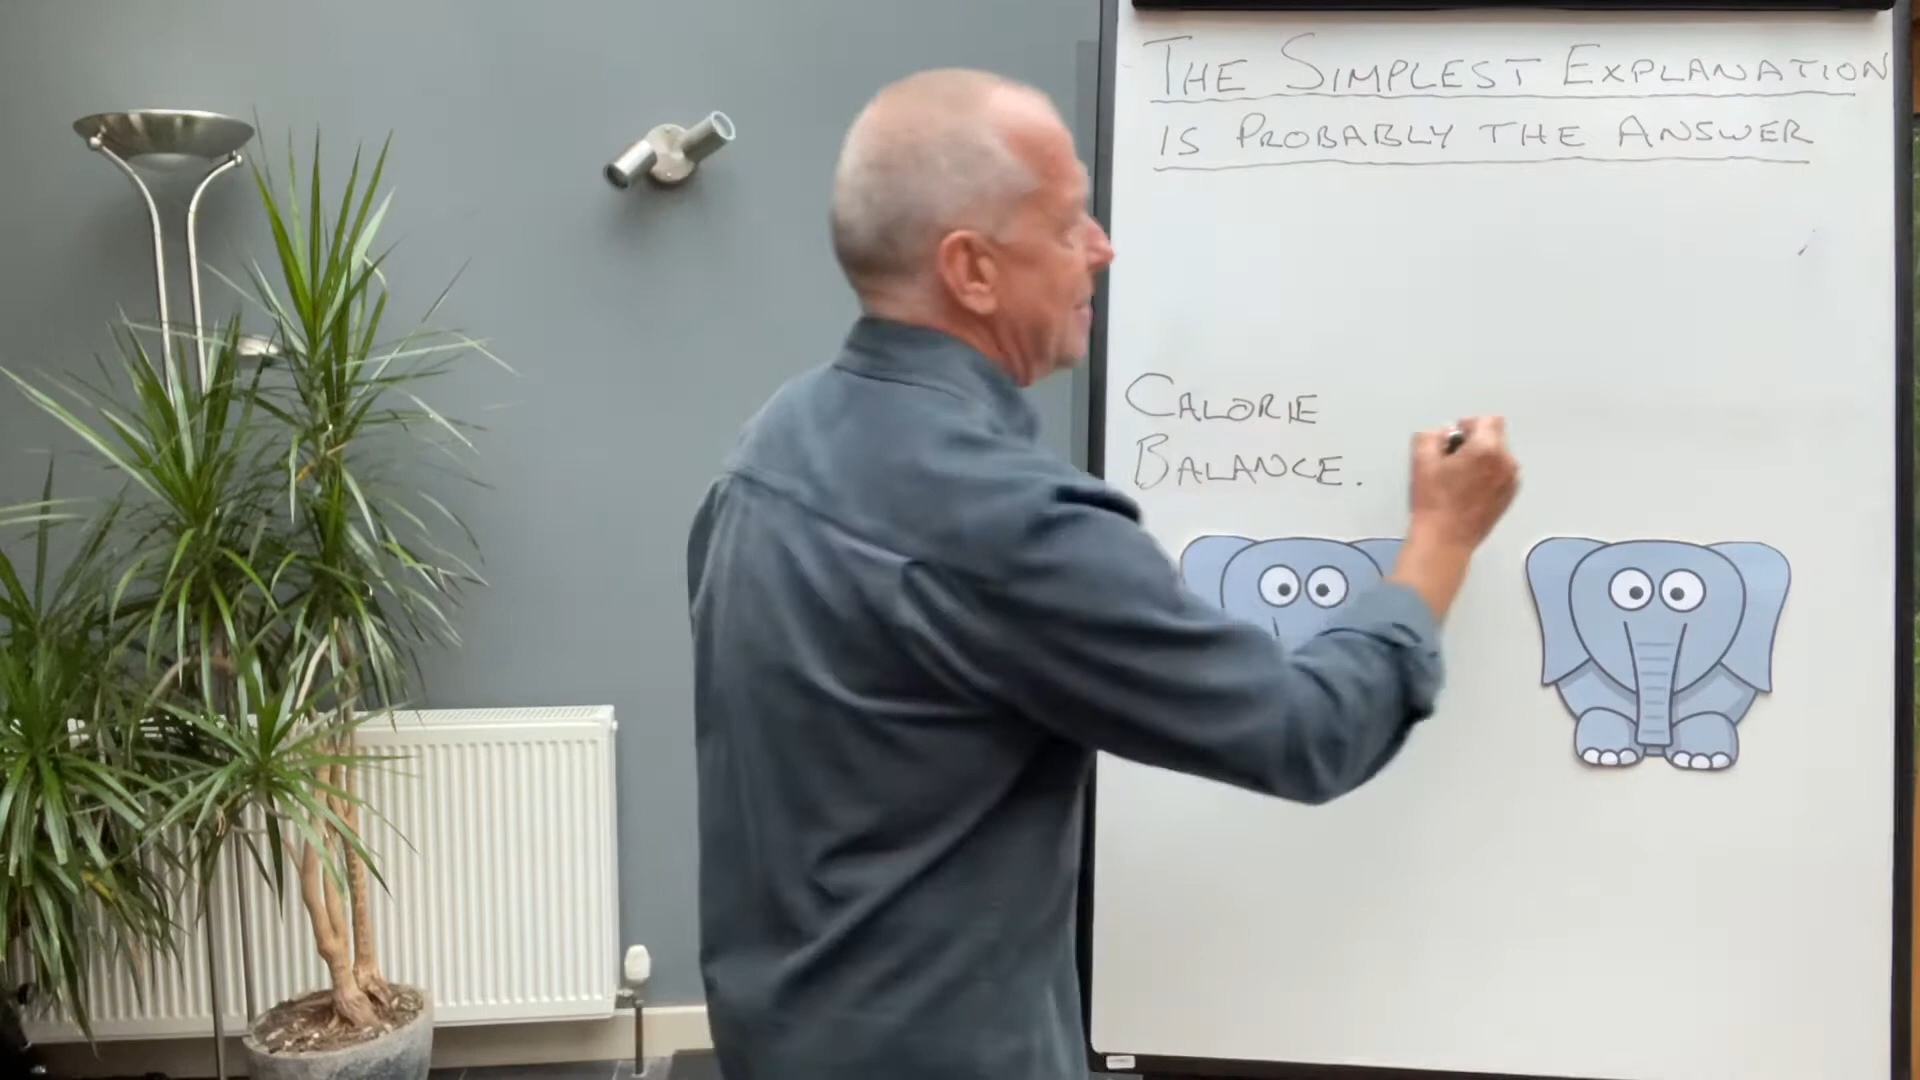 THE SIMPLEST EXPLANATION
IS PROBABLY THE ANSWER
CALORIE
BALANCE.